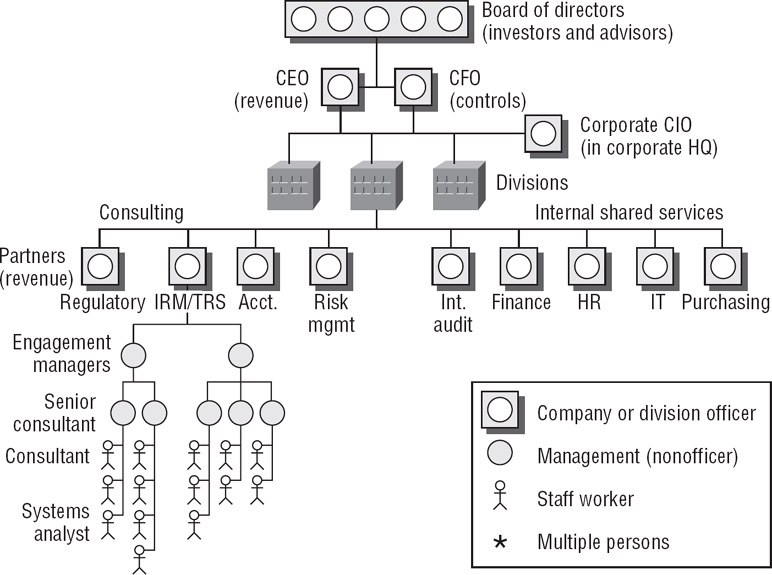 Board of directors
(investors and advisors)
CEO
(revenue)
CFO
(controls)
Corporate CIO
(in corporate HQ)
Divisions
Consulting
Internal shared services
Partners
(revenue)
Regulatory
IRM/TRS
Acct.
Risk
mgmt
Int.
audit
Finance
HR
IT
Purchasing
Engagement
managers
Senior
consultant
Consultant
Systems
analyst
Company or division officer
Management (nonofficer)
Staff worker
* Multiple persons